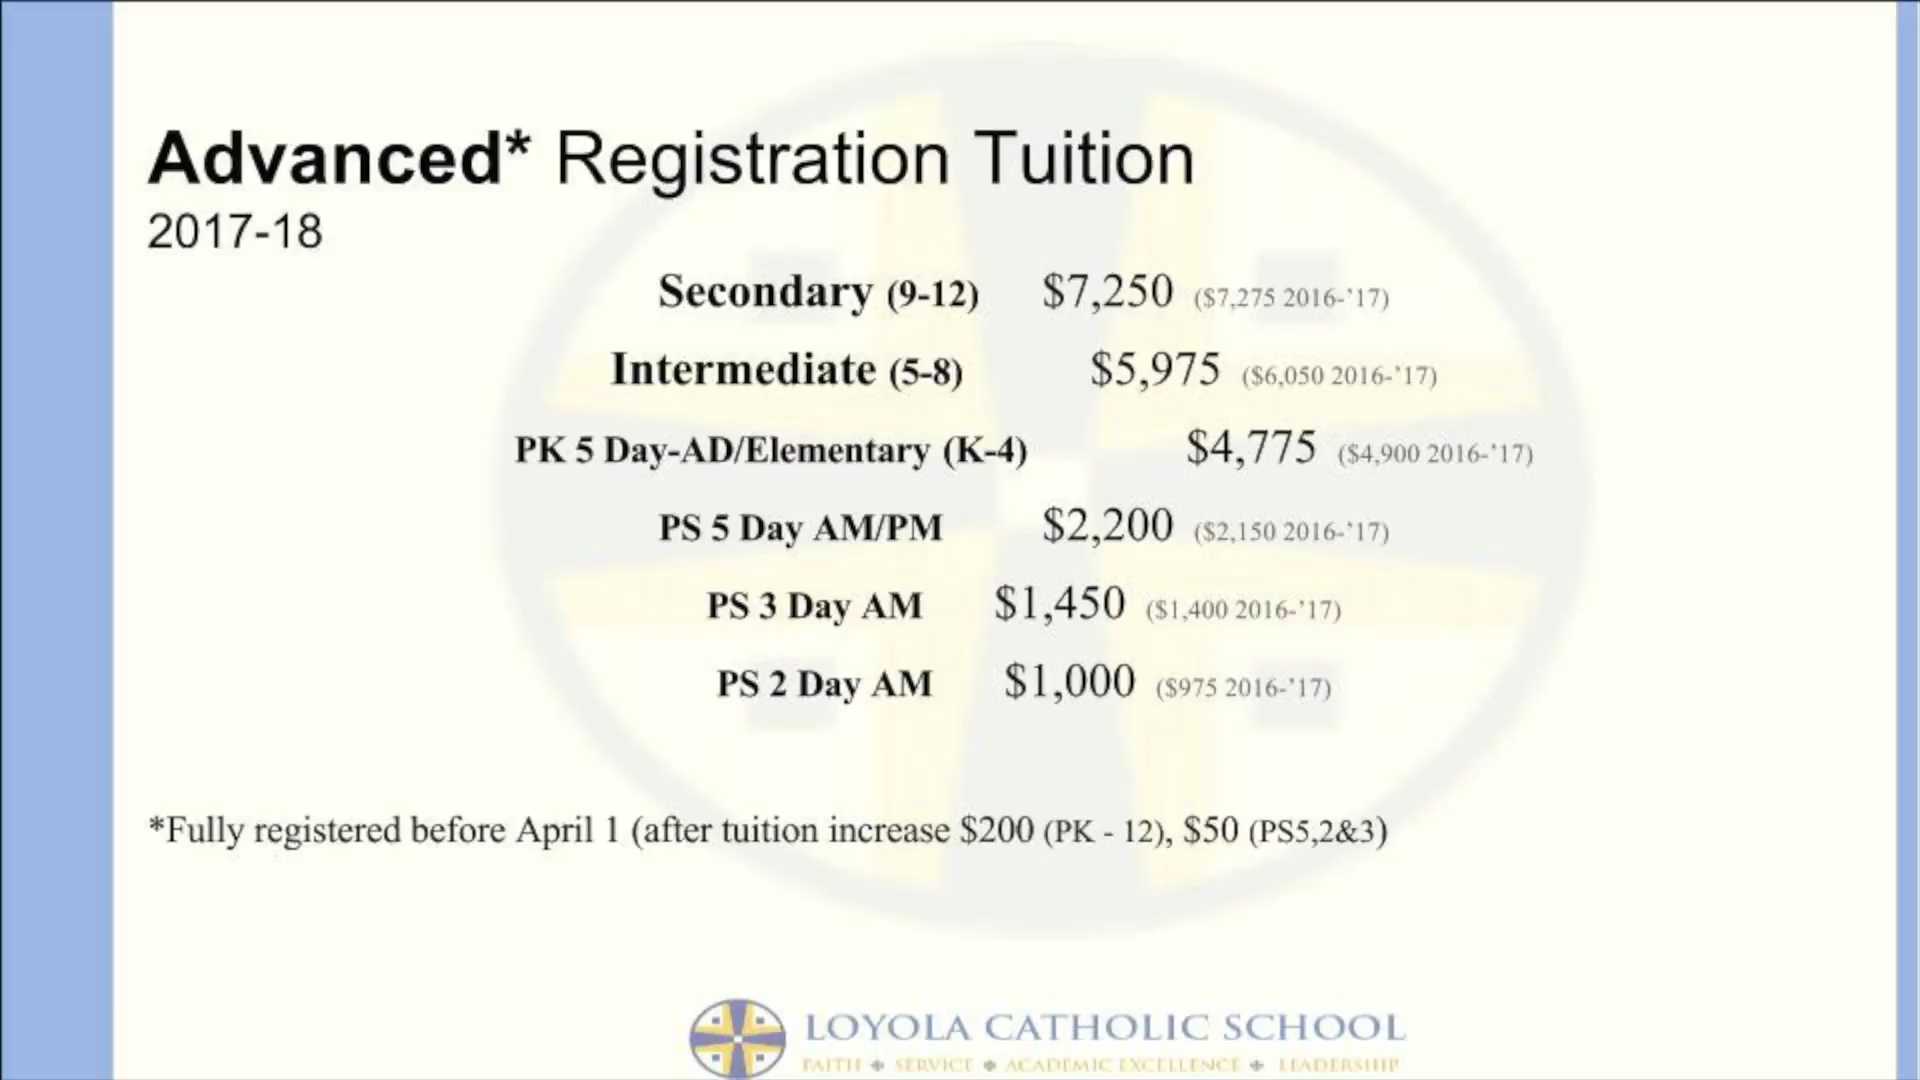 Advanced* Registration Tuition
2017-18
Secondary (9-12) $7,250 ($7,275 2016-'17)
Intermediate (5-8) $5,975 ($6,050 2016-'17)
PK 5 Day-AD/Elementary (K-4) $4,775 ($4,900 2016-'17)
PS 5 Day AM/PM $2,200 ($2,150 2016-'17)
PS 3 Day AM $1,450 ($1,400 2016-'17)
PS 2 Day AM $1,000 ($975 2016-'17)
*Fully registered before April 1 (after tuition increase $200 (PK - 12), $50 (PS5,2&3)
LOYOLA CATHOLIC SCHOOL
FAITH SERVICE ACADEMIC EXCELLENCE LEADERSHIP